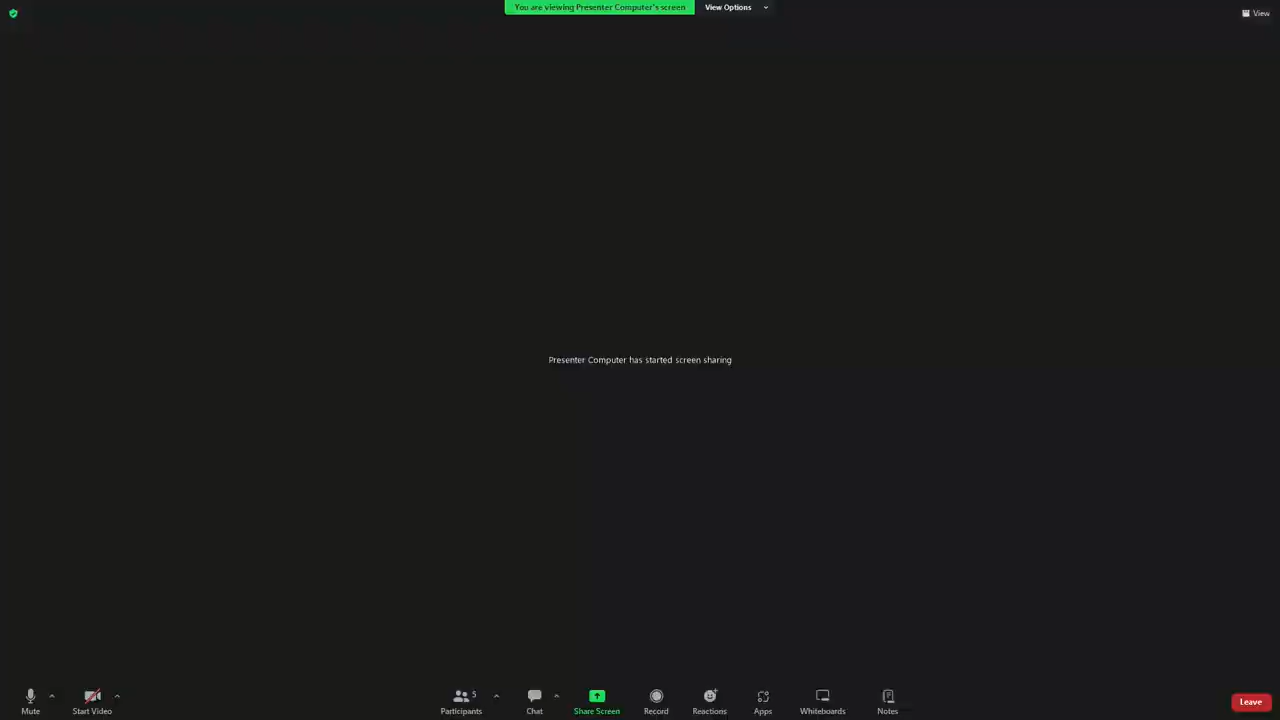 You are viewing Presenter Computer's screen View Options
View
Presenter Computer has started screen sharing
Mute
Start Video
5
Participants
Chat
Share Screen
Record
Reactions
Apps
Whiteboards
Notes
Leave